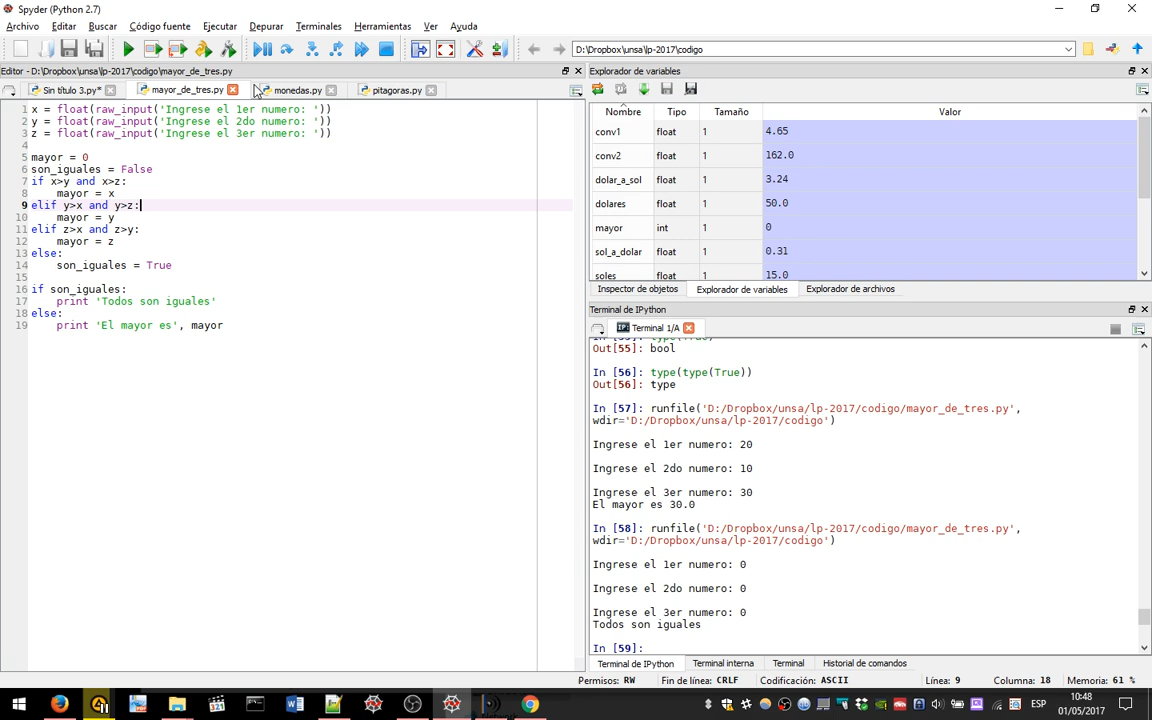 Spyder (Python 2.7)
Archivo Editar Buscar Código fuente Ejecutar Depurar Terminales Herramientas Ver Ayuda
D:\Dropbox\unsa\lp-2017\codigo
Editor - D:\Dropbox\unsa\lp-2017\codigo\mayor_de_tres.py
Explorador de variables
Sin título 3.py* mayor_de_tres.py monedas.py pitagoras.py
1 x = float(raw_input('Ingrese el 1er numero: '))
2 y = float(raw_input('Ingrese el 2do numero: '))
3 z = float(raw_input('Ingrese el 3er numero: '))
4
5 mayor = 0
6 son_iguales = False
7 if x>y and x>z:
8 mayor = x
9 elif y>x and y>z:
10 mayor = y
11 elif z>x and z>y:
12 mayor = z
13 else:
14 son_iguales = True
15
16 if son_iguales:
17 print 'Todos son iguales'
18 else:
19 print 'El mayor es', mayor
Nombre Tipo Tamaño Valor
conv1 float 1 4.65
conv2 float 1 162.0
dolar_a_sol float 1 3.24
dolares float 1 50.0
mayor int 1 0
sol_a_dolar float 1 0.31
soles float 1 15.0
Inspector de objetos Explorador de variables Explorador de archivos
Terminal de IPython
Terminal 1/A
In [55]: type(True)
Out[55]: bool
In [56]: type(type(True))
Out[56]: type
In [57]: runfile('D:/Dropbox/unsa/lp-2017/codigo/mayor_de_tres.py',
wdir='D:/Dropbox/unsa/lp-2017/codigo')
Ingrese el 1er numero: 20
Ingrese el 2do numero: 10
Ingrese el 3er numero: 30
El mayor es 30.0
In [58]: runfile('D:/Dropbox/unsa/lp-2017/codigo/mayor_de_tres.py',
wdir='D:/Dropbox/unsa/lp-2017/codigo')
Ingrese el 1er numero: 0
Ingrese el 2do numero: 0
Ingrese el 3er numero: 0
Todos son iguales
In [59]:
Terminal de IPython Terminal interna Terminal Historial de comandos
Permisos: RW Fin de línea: CRLF Codificación: ASCII Línea: 9 Columna: 18 Memoria: 61 %
ESP
10:48
01/05/2017